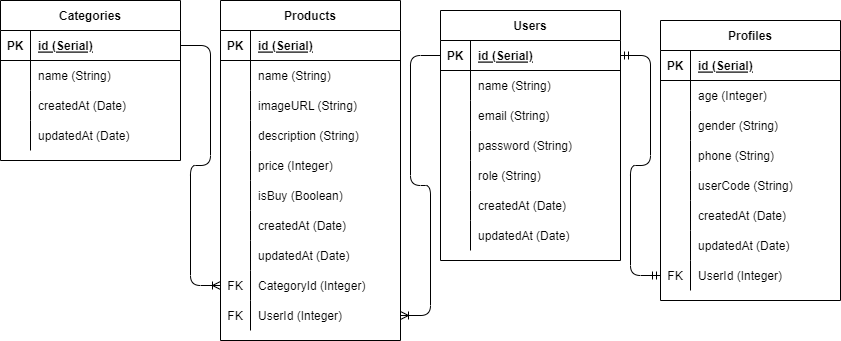 Categories
PK id (Serial)
name (String)
createdAt (Date)
updatedAt (Date)
Products
PK id (Serial)
name (String)
imageURL (String)
description (String)
price (Integer)
isBuy (Boolean)
createdAt (Date)
updatedAt (Date)
FK CategoryId (Integer)
FK UserId (Integer)
Users
PK id (Serial)
name (String)
email (String)
password (String)
role (String)
createdAt (Date)
updatedAt (Date)
Profiles
PK id (Serial)
age (Integer)
gender (String)
phone (String)
userCode (String)
createdAt (Date)
updatedAt (Date)
FK UserId (Integer)